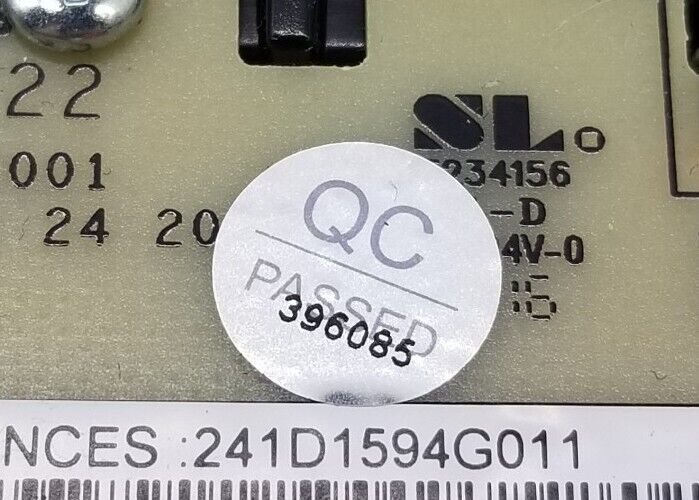 22
SL
001
234156
24 20
-D
4V-0
QC
PASSED
396085
NCES :241D1594G011